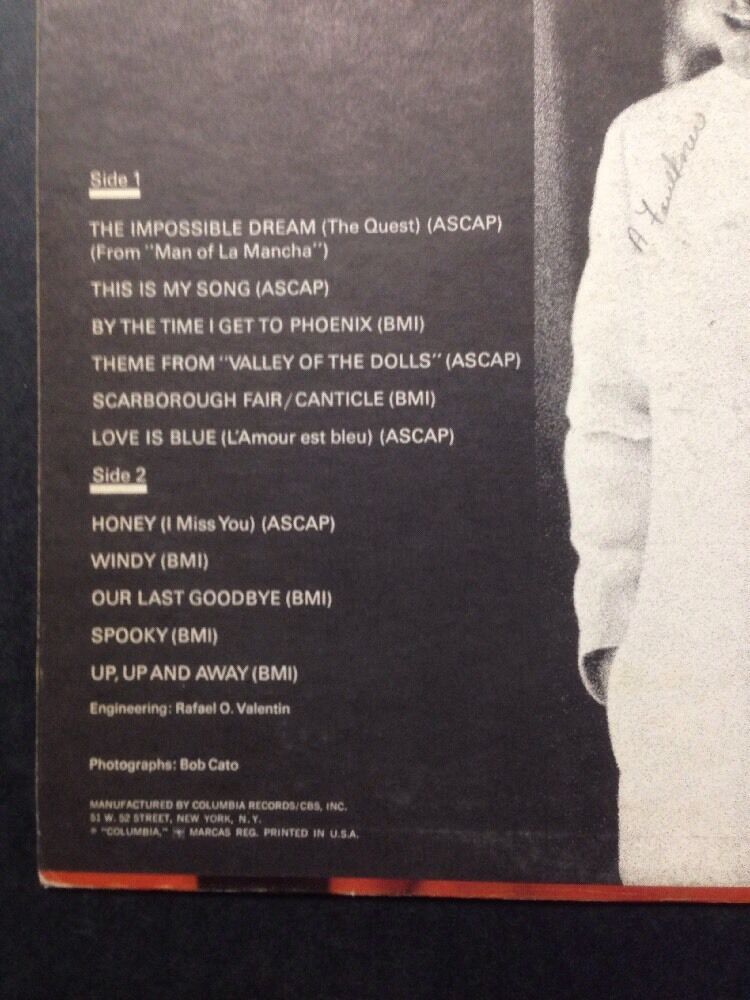 Side 1
THE IMPOSSIBLE DREAM (The Quest) (ASCAP)
(From "Man of La Mancha")
THIS IS MY SONG (ASCAP)
BY THE TIME I GET TO PHOENIX (BMI)
THEME FROM "VALLEY OF THE DOLLS" (ASCAP)
SCARBOROUGH FAIR/CANTICLE (BMI)
LOVE IS BLUE (L'Amour est bleu) (ASCAP)
Side 2
HONEY (I Miss You) (ASCAP)
WINDY (BMI)
OUR LAST GOODBYE (BMI)
SPOOKY (BMI)
UP, UP AND AWAY (BMI)
Engineering: Rafael O. Valentin
Photographs: Bob Cato
MANUFACTURED BY COLUMBIA RECORDS/CBS, INC.
51 W. 52 STREET, NEW YORK, N.Y.
® "COLUMBIA," MARCAS REG. PRINTED IN U.S.A.
A Faulkner